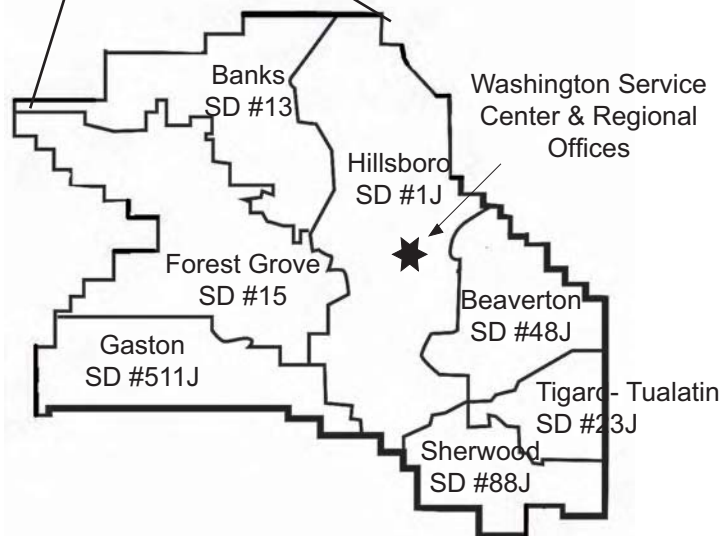 Banks
SD #13
Washington Service
Center & Regional
Offices
Hillsboro
SD #1J
Forest Grove
SD #15
Beaverton
SD #48J
Gaston
SD #511J
Tigard- Tualatin
SD #23J
Sherwood
SD #88J